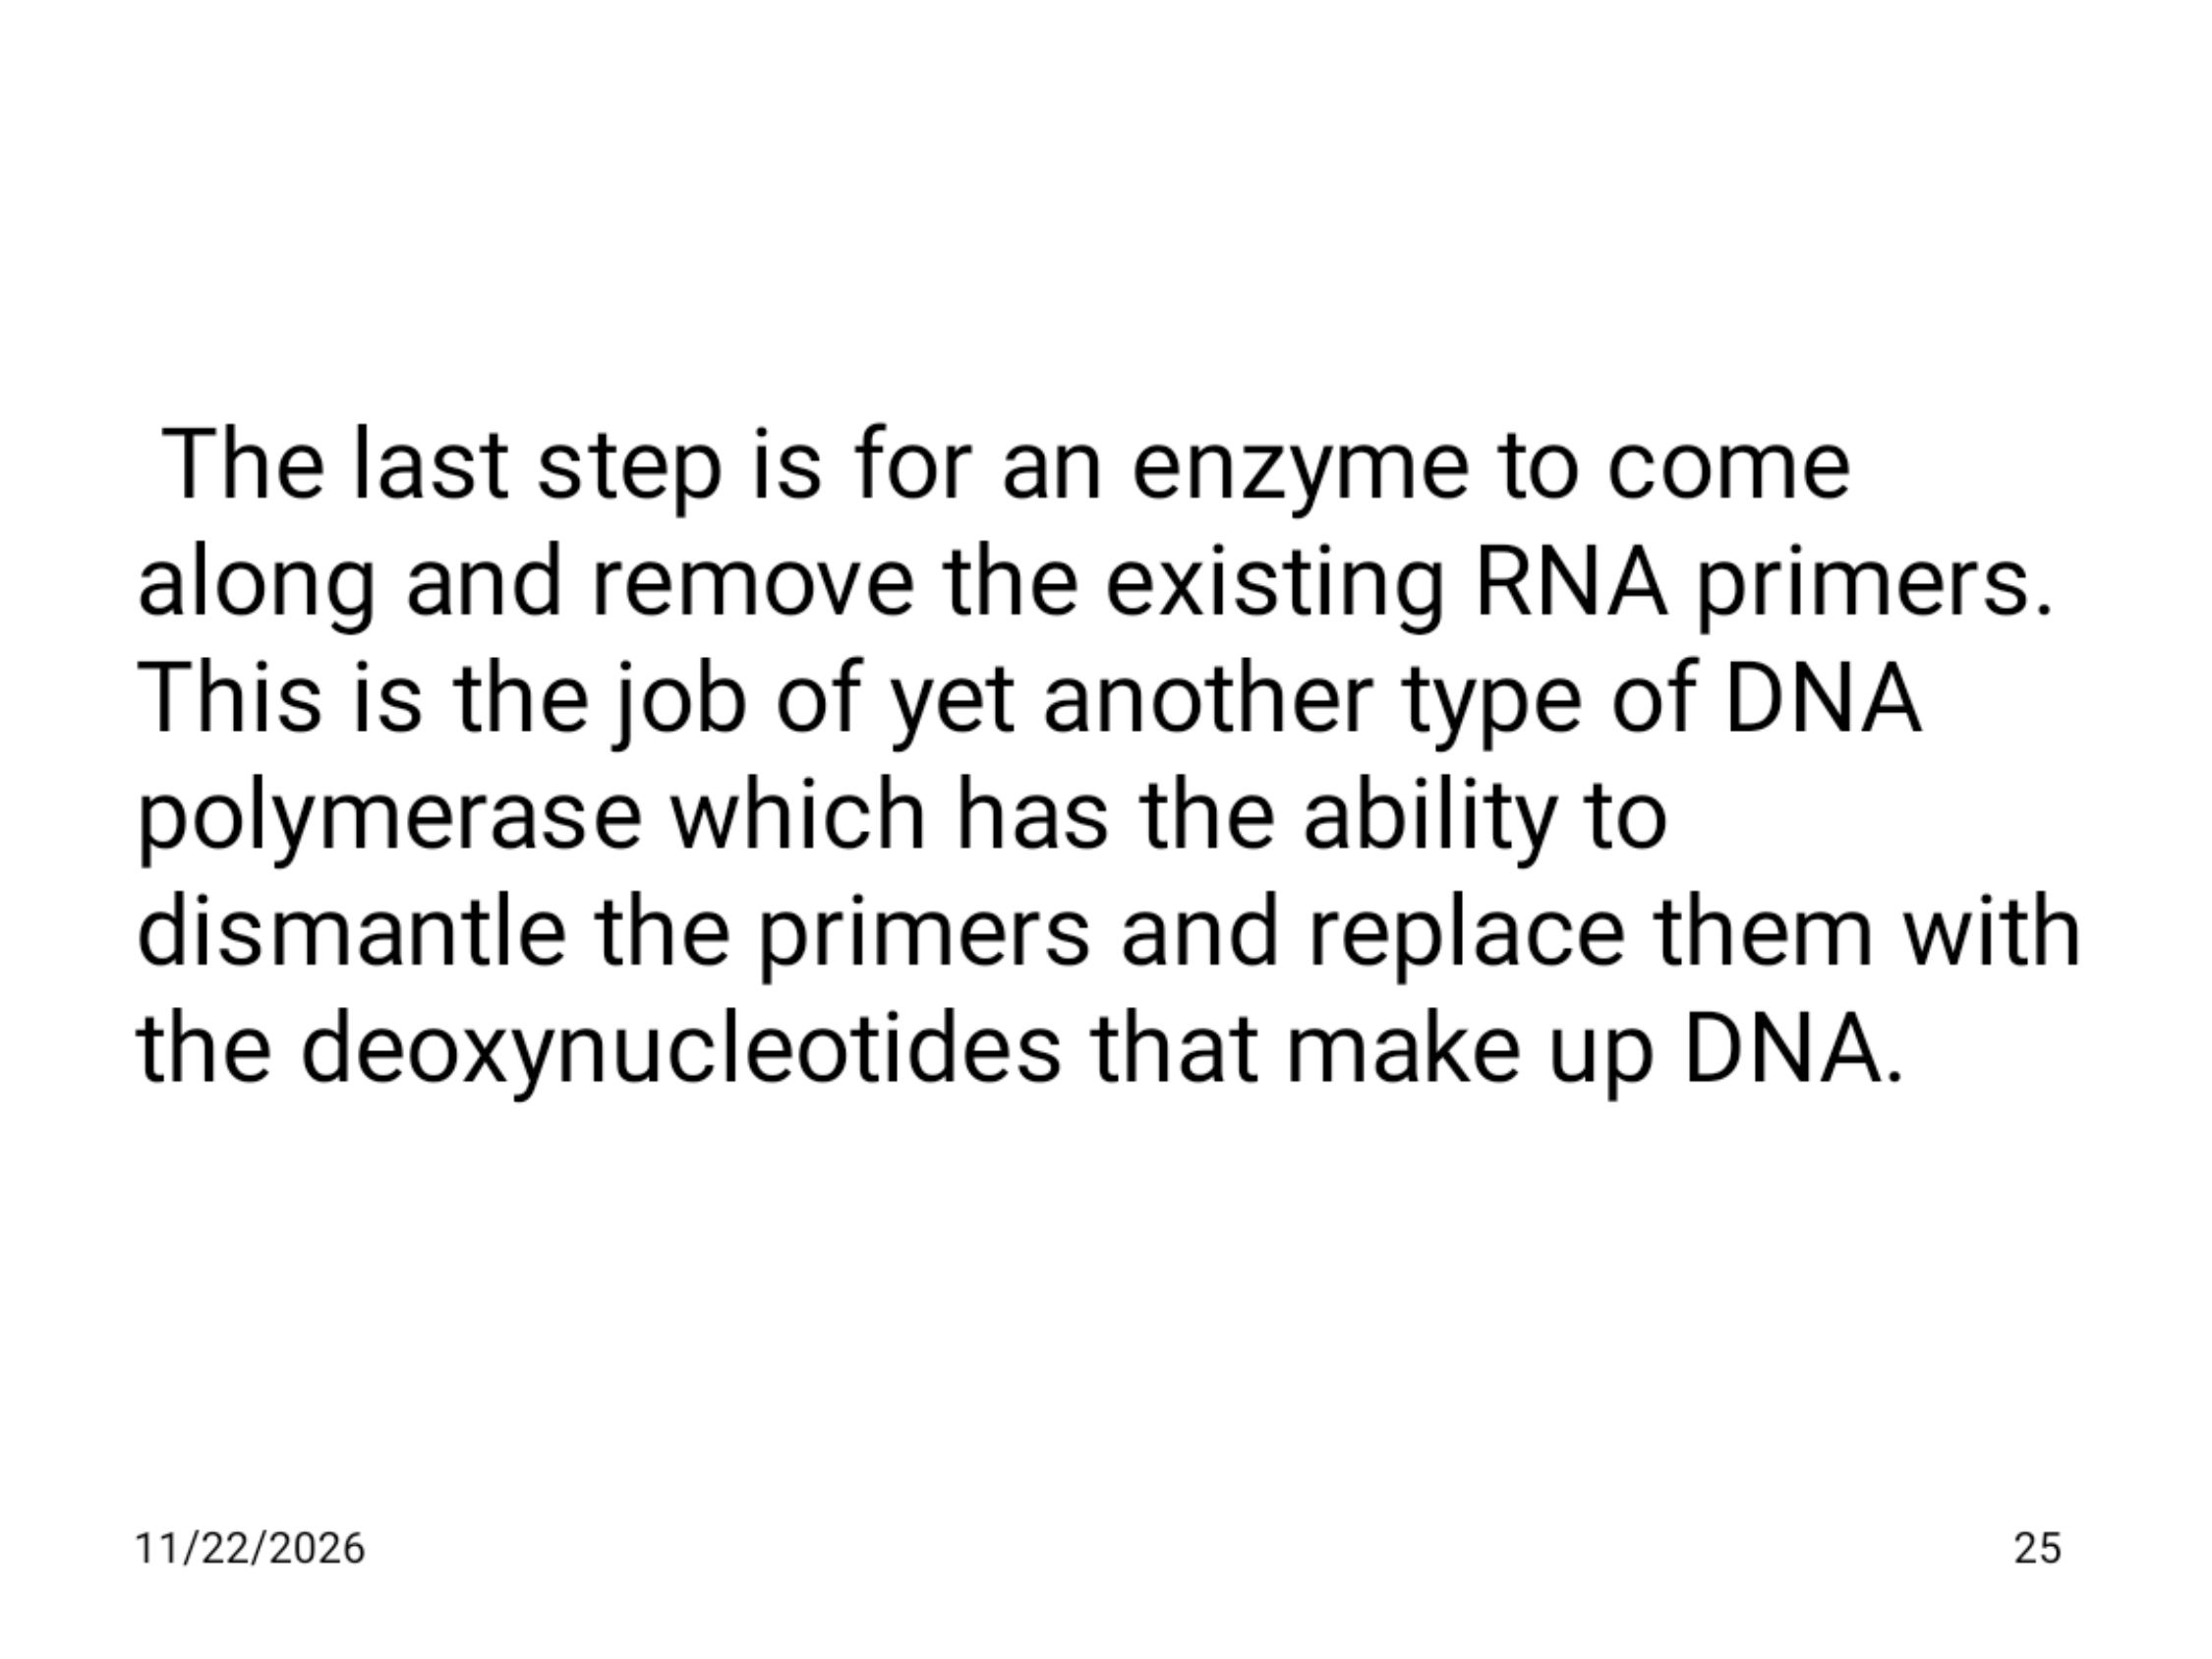 The last step is for an enzyme to come
along and remove the existing RNA primers.
This is the job of yet another type of DNA
polymerase which has the ability to
dismantle the primers and replace them with
the deoxynucleotides that make up DNA.
11/22/2026
25